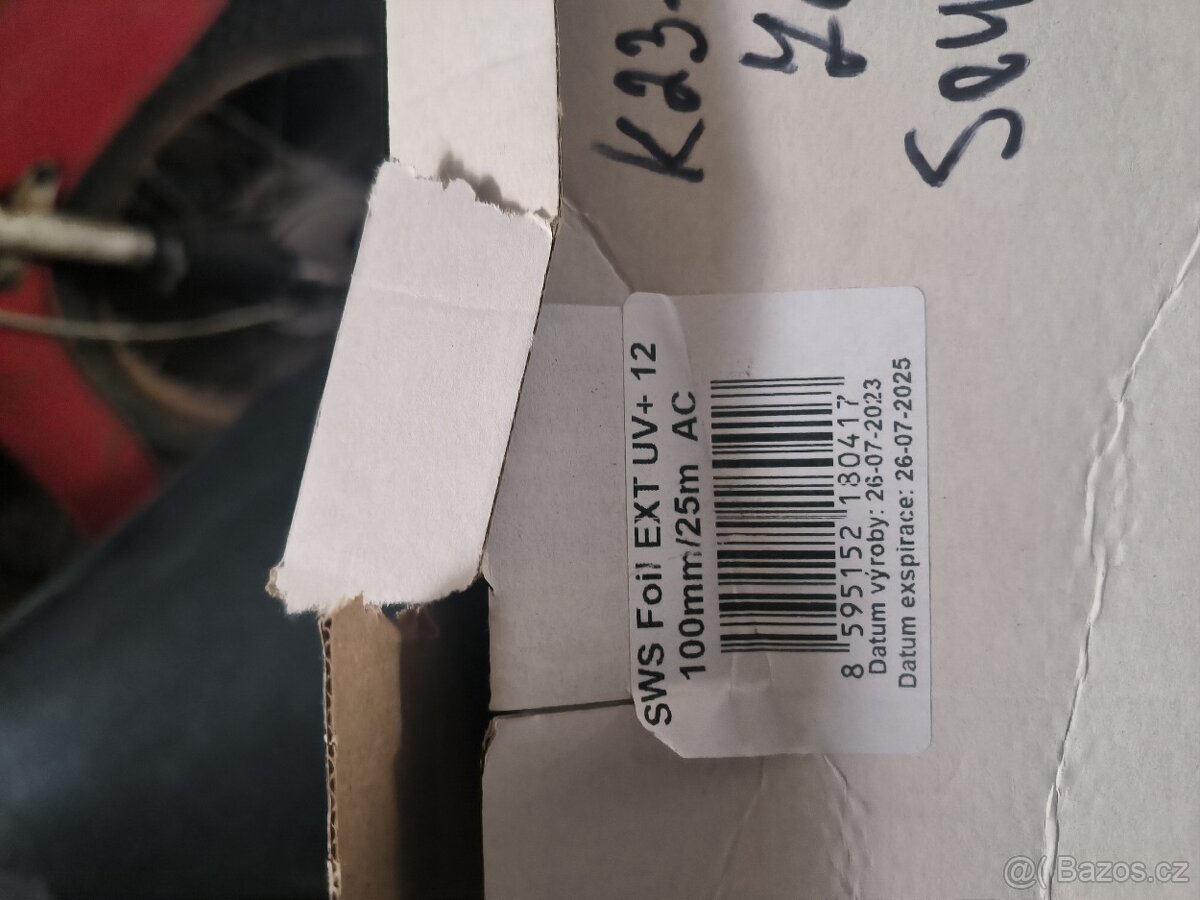 K23-
SWS Foil EXT UV+ 12
100mm/25m AC
8 595152 180417
Datum výroby: 26-07-2023
Datum exspirace: 26-07-2025
Bazos.cz